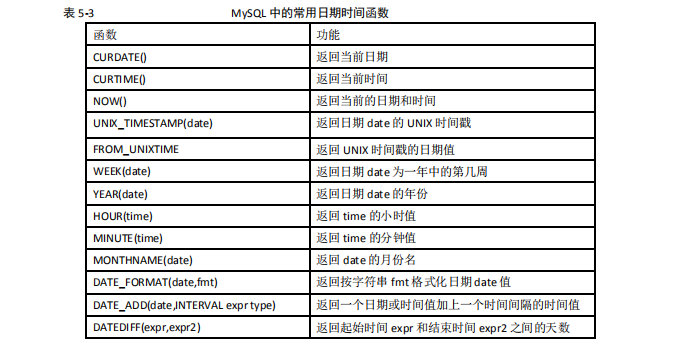 表 5-3 MySQL 中的常用日期时间函数
函数 功能
CURDATE() 返回当前日期
CURTIME() 返回当前时间
NOW() 返回当前的日期和时间
UNIX_TIMESTAMP(date) 返回日期 date 的 UNIX 时间戳
FROM_UNIXTIME 返回 UNIX 时间戳的日期值
WEEK(date) 返回日期 date 为一年中的第几周
YEAR(date) 返回日期 date 的年份
HOUR(time) 返回 time 的小时值
MINUTE(time) 返回 time 的分钟值
MONTHNAME(date) 返回 date 的月份名
DATE_FORMAT(date,fmt) 返回按字符串 fmt 格式化日期 date 值
DATE_ADD(date,INTERVAL expr type) 返回一个日期或时间值加上一个时间间隔的时间值
DATEDIFF(expr,expr2) 返回起始时间 expr 和结束时间 expr2 之间的天数